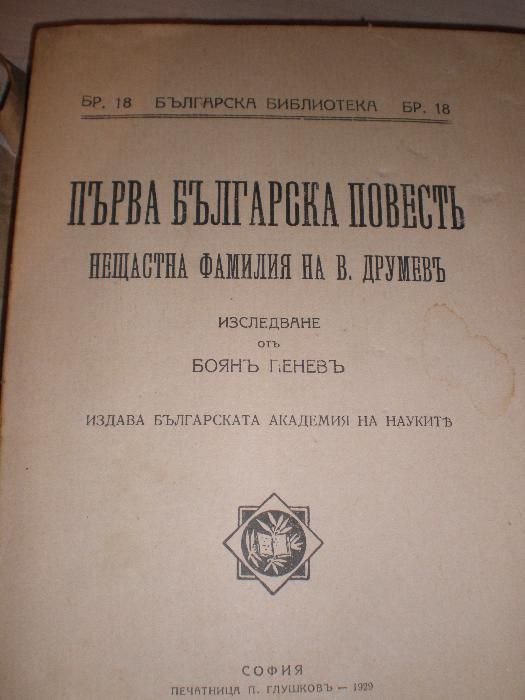 БР. 18 БЪЛГАРСКА БИБЛИОТЕКА БР. 18
ПЪРВА БЪЛГАРСКА ПОВЕСТЬ
НЕЩАСТНА ФАМИЛИЯ НА В. ДРУМЕВЪ
ИЗСЛЕДВАНЕ
отъ
БОЯНЪ ПЕНЕВЪ
ИЗДАВА БЪЛГАРСКАТА АКАДЕМИЯ НА НАУКИТѢ
СОФИЯ
ПЕЧАТНИЦА П. ГЛУШКОВЪ — 1929